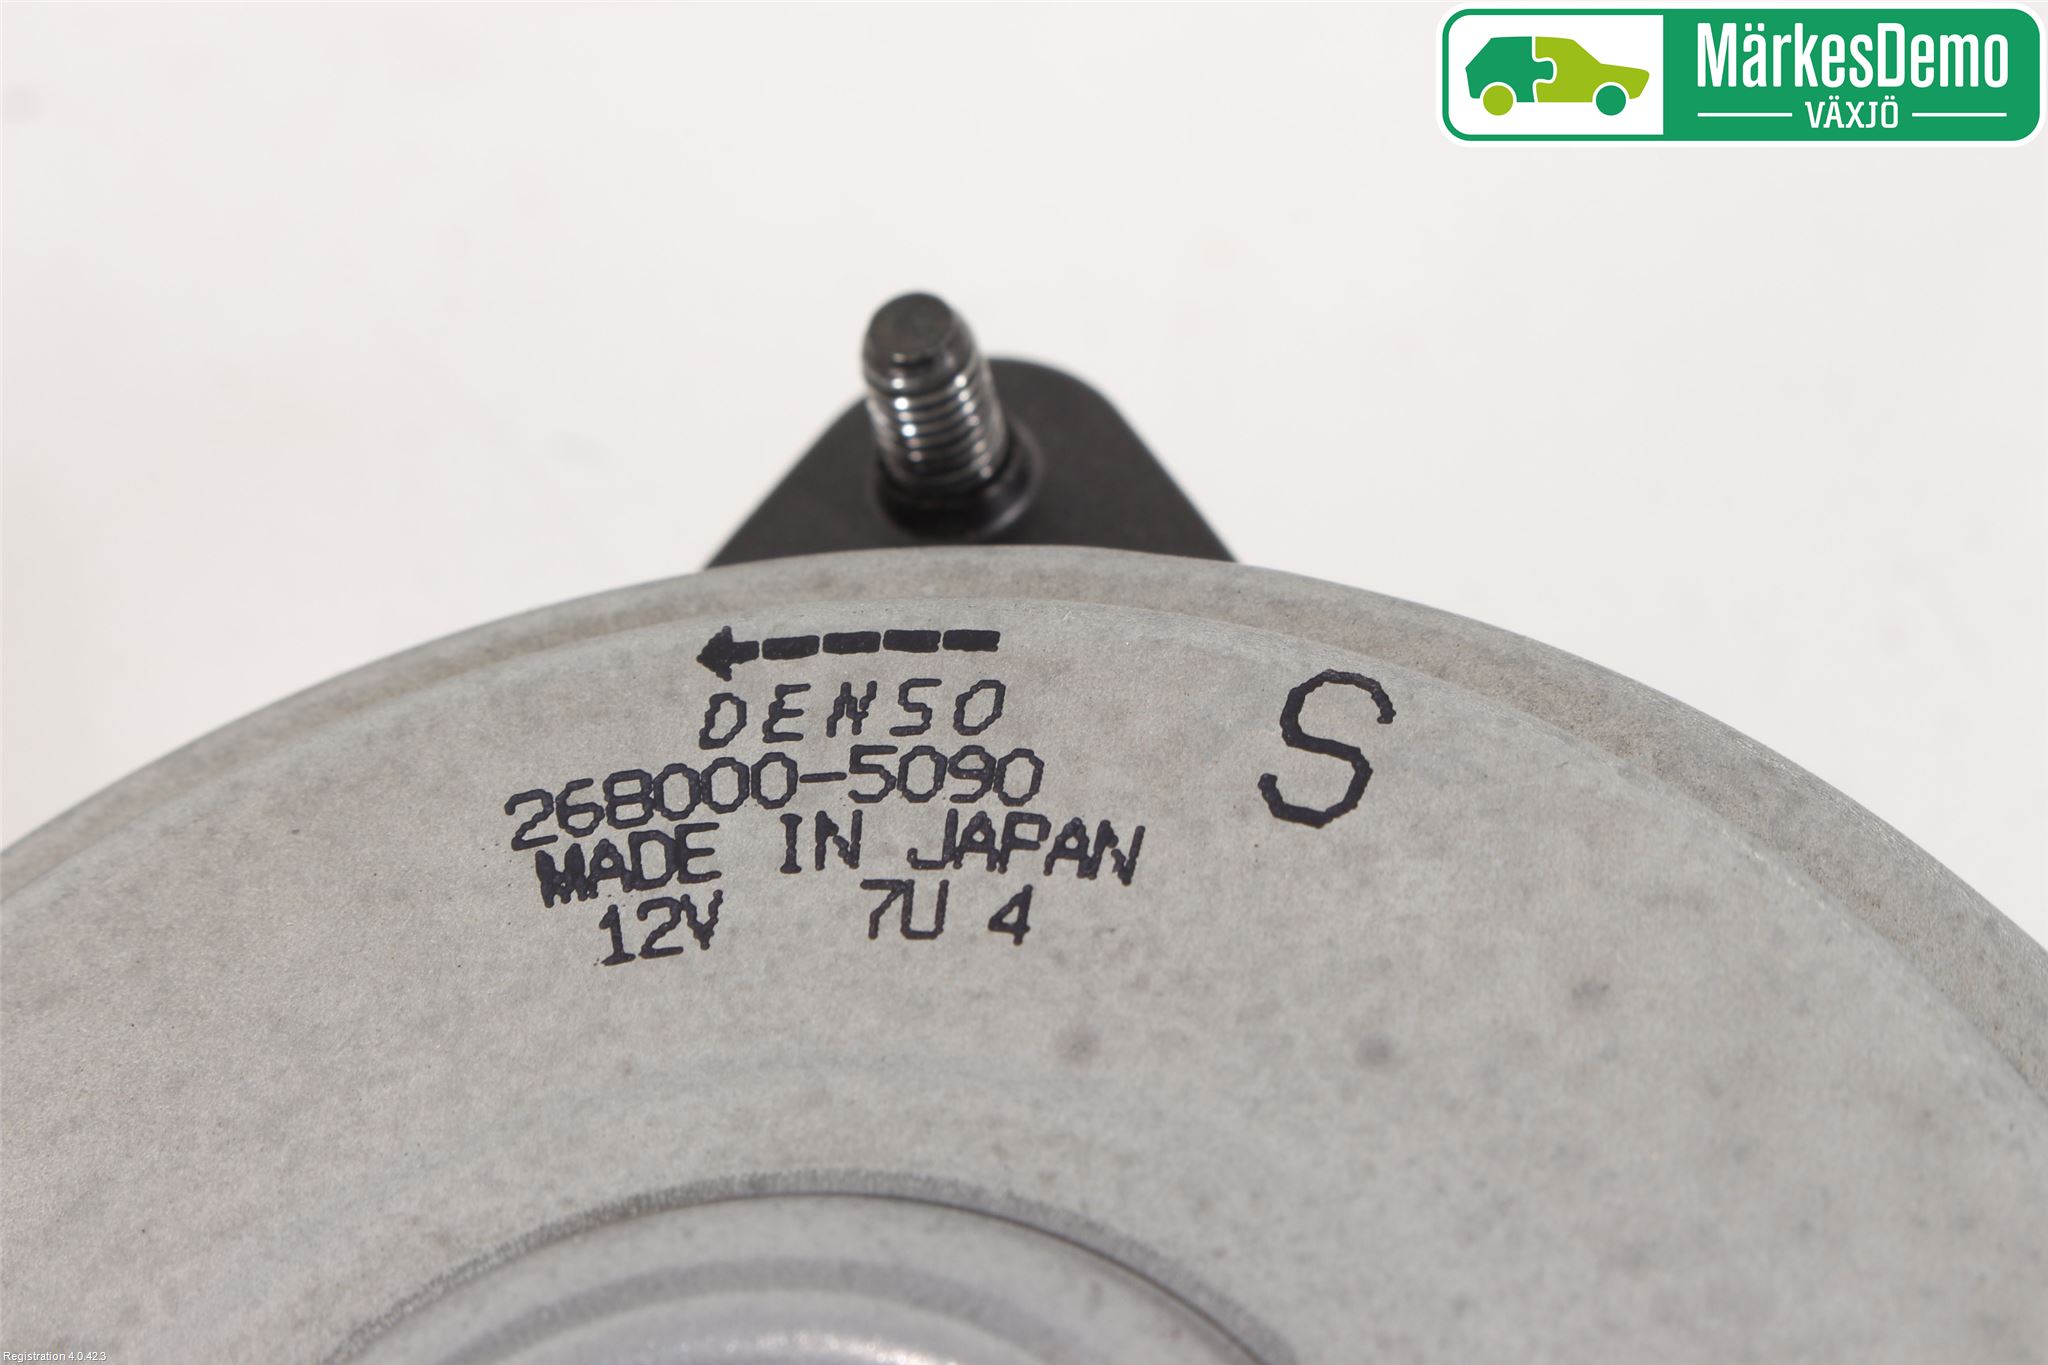 MärkesDemo
VÄXJÖ
DENSO
S
268000-5090
MADE IN JAPAN
12V 7U 4
Registration 4.0.42.3